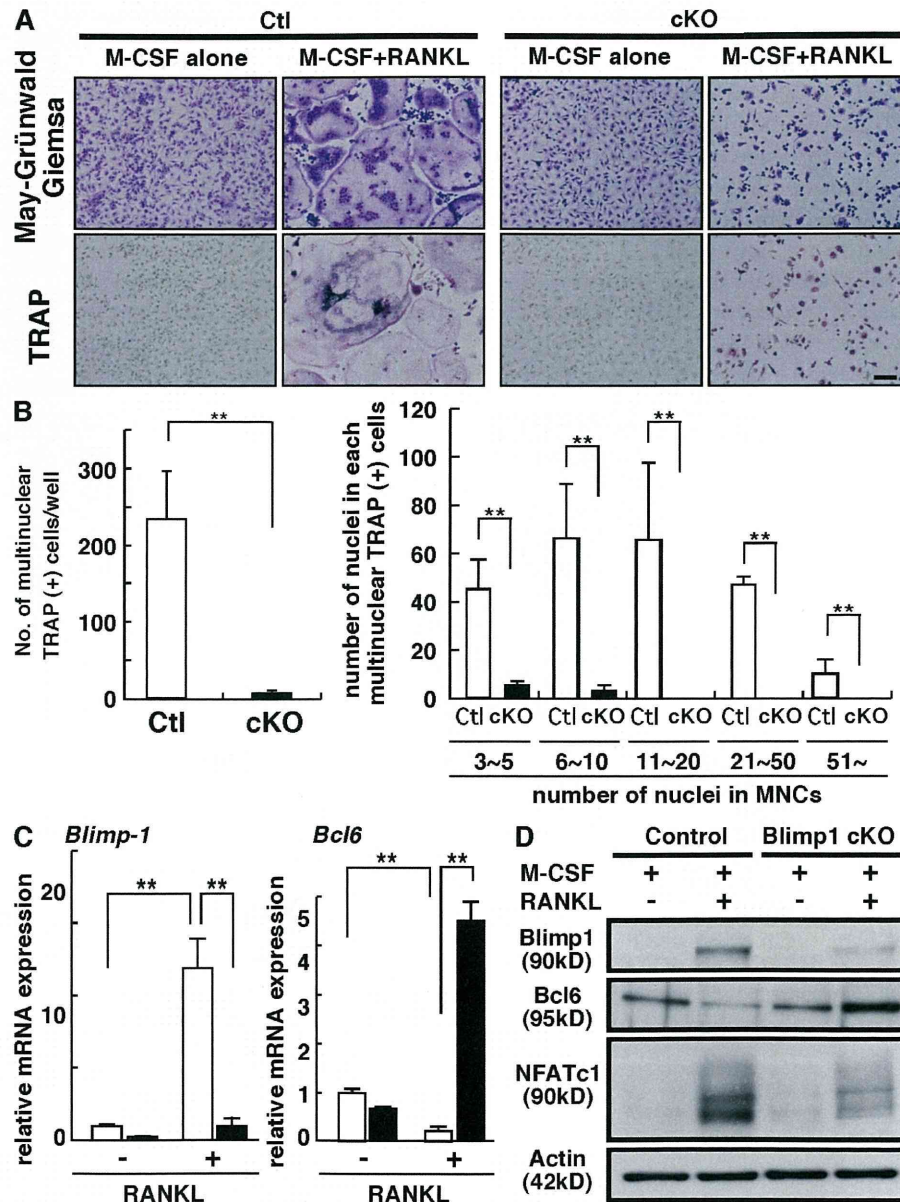 A
Ctl
cKO
M-CSF alone
M-CSF+RANKL
M-CSF alone
M-CSF+RANKL
May-Grünwald
Giemsa
TRAP
B
No. of multinuclear
TRAP (+) cells/well
300
200
100
0
**
Ctl
cKO
number of nuclei in each
multinuclear TRAP (+) cells
120
100
80
60
40
20
0
**
**
**
**
**
Ctl cKO Ctl cKO Ctl cKO Ctl cKO Ctl cKO
3~5 6~10 11~20 21~50 51~
number of nuclei in MNCs
C
Blimp-1
relative mRNA expression
20
10
0
** **
- +
RANKL
Bcl6
relative mRNA expression
5
4
3
2
1
0
** **
- +
RANKL
D
Control Blimp1 cKO
M-CSF + + + +
RANKL - + - +
Blimp1
(90kD)
Bcl6
(95kD)
NFATc1
(90kD)
Actin
(42kD)